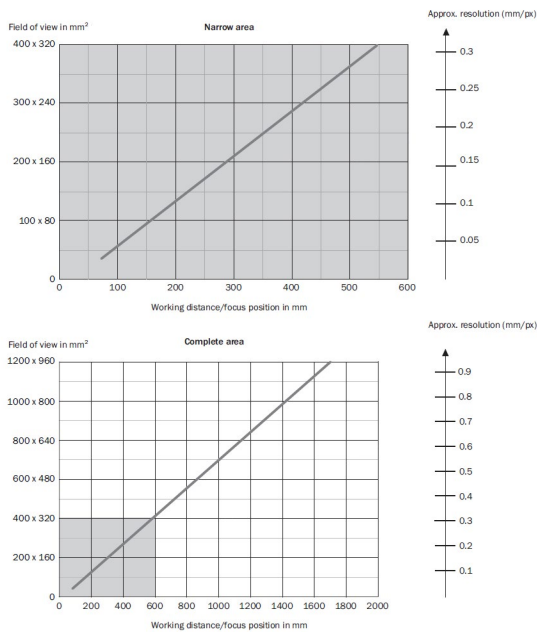 Approx. resolution (mm/px)
Field of view in mm²
Narrow area
400 x 320
300 x 240
200 x 160
100 x 80
0
0.3
0.25
0.2
0.15
0.1
0.05
0 100 200 300 400 500 600
Working distance/focus position in mm
Approx. resolution (mm/px)
Field of view in mm²
Complete area
1200 x 960
1000 x 800
800 x 640
600 x 480
400 x 320
200 x 160
0
0.9
0.8
0.7
0.6
0.5
0.4
0.3
0.2
0.1
0 200 400 600 800 1000 1200 1400 1600 1800 2000
Working distance/focus position in mm